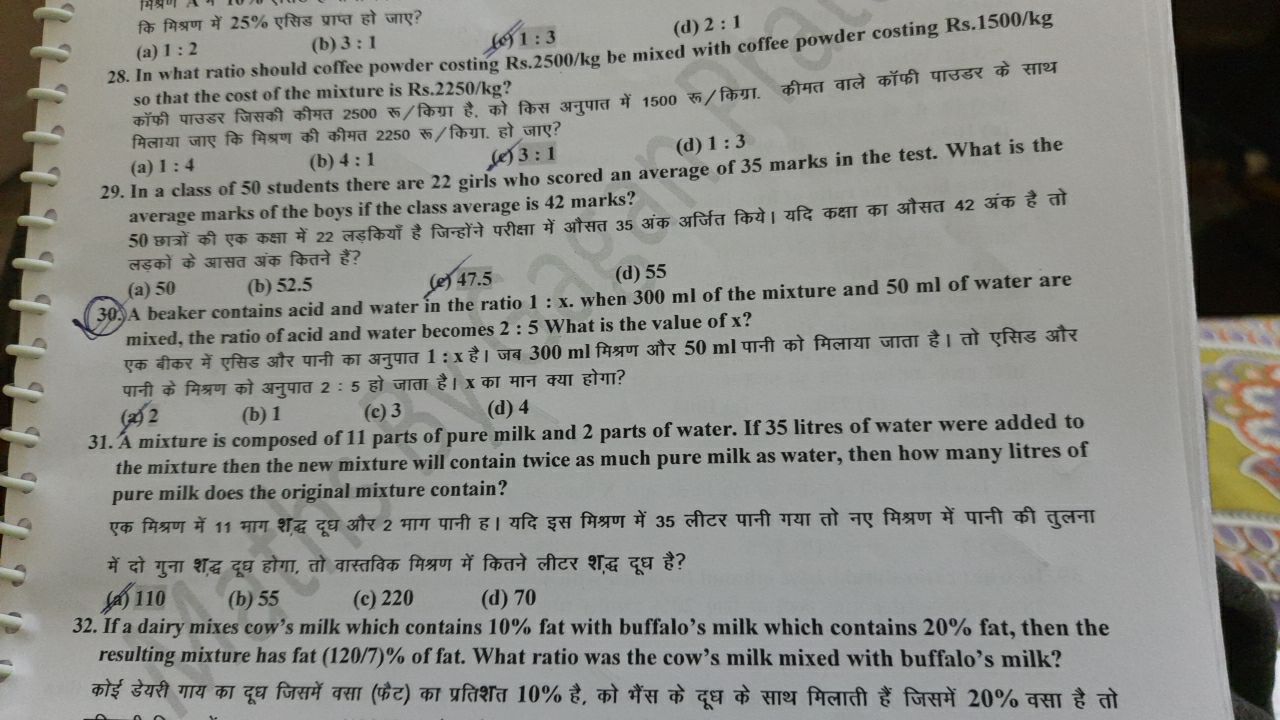 कि मिश्रण में 25% एसिड प्राप्त हो जाए?
(a) 1 : 2 (b) 3 : 1 (c) 1 : 3 (d) 2 : 1
28. In what ratio should coffee powder costing Rs.2500/kg be mixed with coffee powder costing Rs.1500/kg
so that the cost of the mixture is Rs.2250/kg?
कॉफी पाउडर जिसकी कीमत 2500 रू/किग्रा है, को किस अनुपात में 1500 रू/किग्रा. कीमत वाले कॉफी पाउडर के साथ
मिलाया जाए कि मिश्रण की कीमत 2250 रू/किग्रा. हो जाए?
(a) 1 : 4 (b) 4 : 1 (c) 3 : 1 (d) 1 : 3
29. In a class of 50 students there are 22 girls who scored an average of 35 marks in the test. What is the
average marks of the boys if the class average is 42 marks?
50 छात्रों की एक कक्षा में 22 लड़कियाँ है जिन्होंने परीक्षा में औसत 35 अंक अर्जित किये। यदि कक्षा का औसत 42 अंक है तो
लड़कों के आसत अंक कितने हैं?
(a) 50 (b) 52.5 (c) 47.5 (d) 55
30. A beaker contains acid and water in the ratio 1 : x. when 300 ml of the mixture and 50 ml of water are
mixed, the ratio of acid and water becomes 2 : 5 What is the value of x?
एक बीकर में एसिड और पानी का अनुपात 1 : x है। जब 300 ml मिश्रण और 50 ml पानी को मिलाया जाता है। तो एसिड और
पानी के मिश्रण को अनुपात 2 : 5 हो जाता है। x का मान क्या होगा?
(a) 2 (b) 1 (c) 3 (d) 4
31. A mixture is composed of 11 parts of pure milk and 2 parts of water. If 35 litres of water were added to
the mixture then the new mixture will contain twice as much pure milk as water, then how many litres of
pure milk does the original mixture contain?
एक मिश्रण में 11 भाग शुद्ध दूध और 2 भाग पानी ह। यदि इस मिश्रण में 35 लीटर पानी गया तो नए मिश्रण में पानी की तुलना
में दो गुना शुद्ध दूध होगा, तो वास्तविक मिश्रण में कितने लीटर शुद्ध दूध है?
(a) 110 (b) 55 (c) 220 (d) 70
32. If a dairy mixes cow's milk which contains 10% fat with buffalo's milk which contains 20% fat, then the
resulting mixture has fat (120/7)% of fat. What ratio was the cow's milk mixed with buffalo's milk?
कोई डेयरी गाय का दूध जिसमें वसा (फैट) का प्रतिशत 10% है, को भैंस के दूध के साथ मिलाती हैं जिसमें 20% वसा है तो
Maths By Gagan